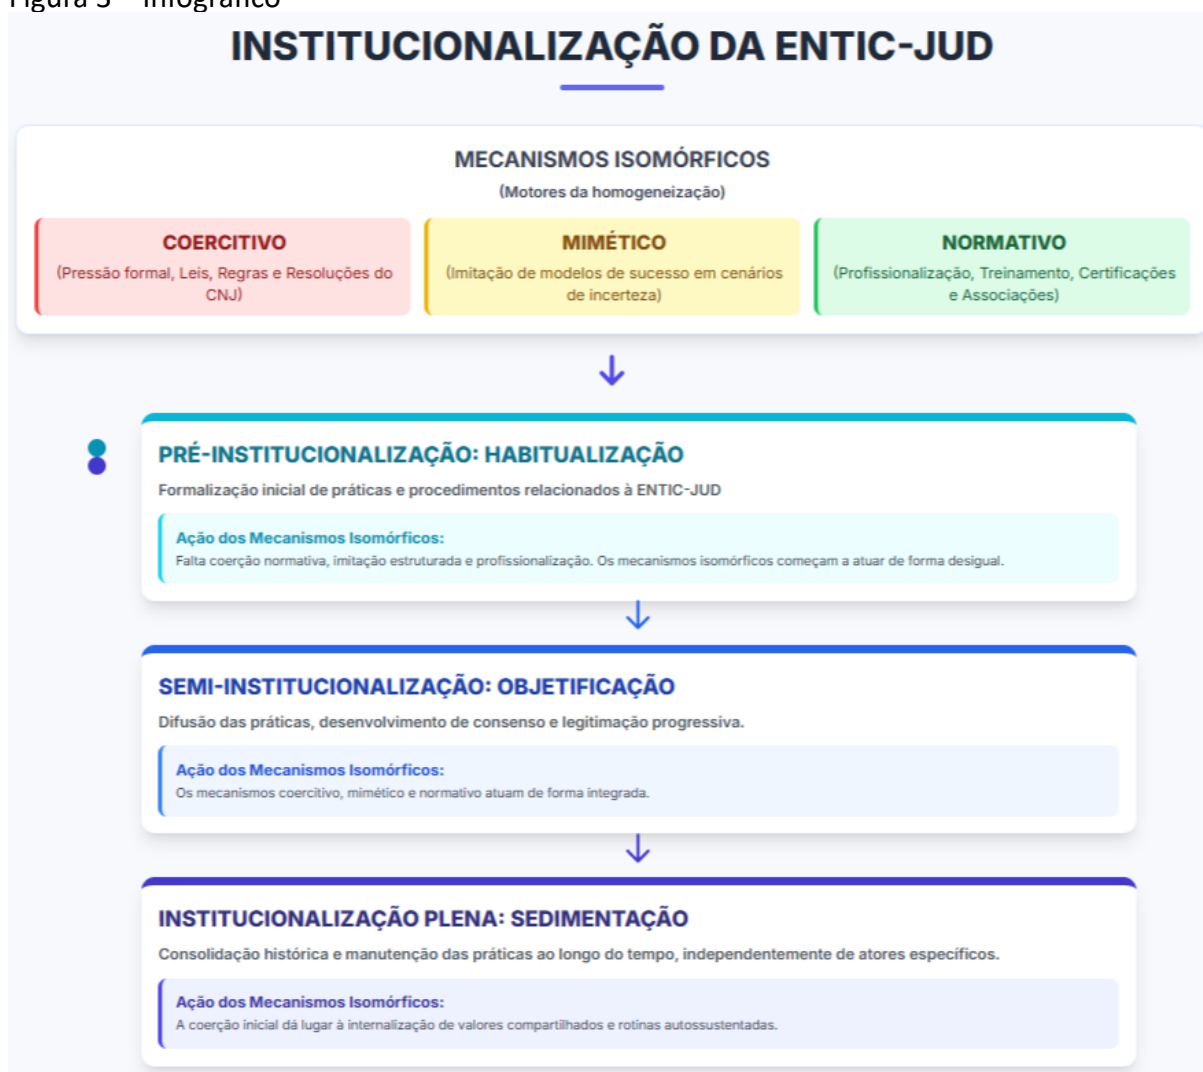 Figura 3 – Infográfico
INSTITUCIONALIZAÇÃO DA ENTIC-JUD
MECANISMOS ISOMÓRFICOS
(Motores da homogeneização)
COERCITIVO
(Pressão formal, Leis, Regras e Resoluções do
CNJ)
MIMÉTICO
(Imitação de modelos de sucesso em cenários
de incerteza)
NORMATIVO
(Profissionalização, Treinamento, Certificações
e Associações)
PRÉ-INSTITUCIONALIZAÇÃO: HABITUALIZAÇÃO
Formalização inicial de práticas e procedimentos relacionados à ENTIC-JUD
Ação dos Mecanismos Isomórficos:
Falta coerção normativa, imitação estruturada e profissionalização. Os mecanismos isomórficos começam a atuar de forma desigual.
SEMI-INSTITUCIONALIZAÇÃO: OBJETIFICAÇÃO
Difusão das práticas, desenvolvimento de consenso e legitimação progressiva.
Ação dos Mecanismos Isomórficos:
Os mecanismos coercitivo, mimético e normativo atuam de forma integrada.
INSTITUCIONALIZAÇÃO PLENA: SEDIMENTAÇÃO
Consolidação histórica e manutenção das práticas ao longo do tempo, independentemente de atores específicos.
Ação dos Mecanismos Isomórficos:
A coerção inicial dá lugar à internalização de valores compartilhados e rotinas autossustentadas.